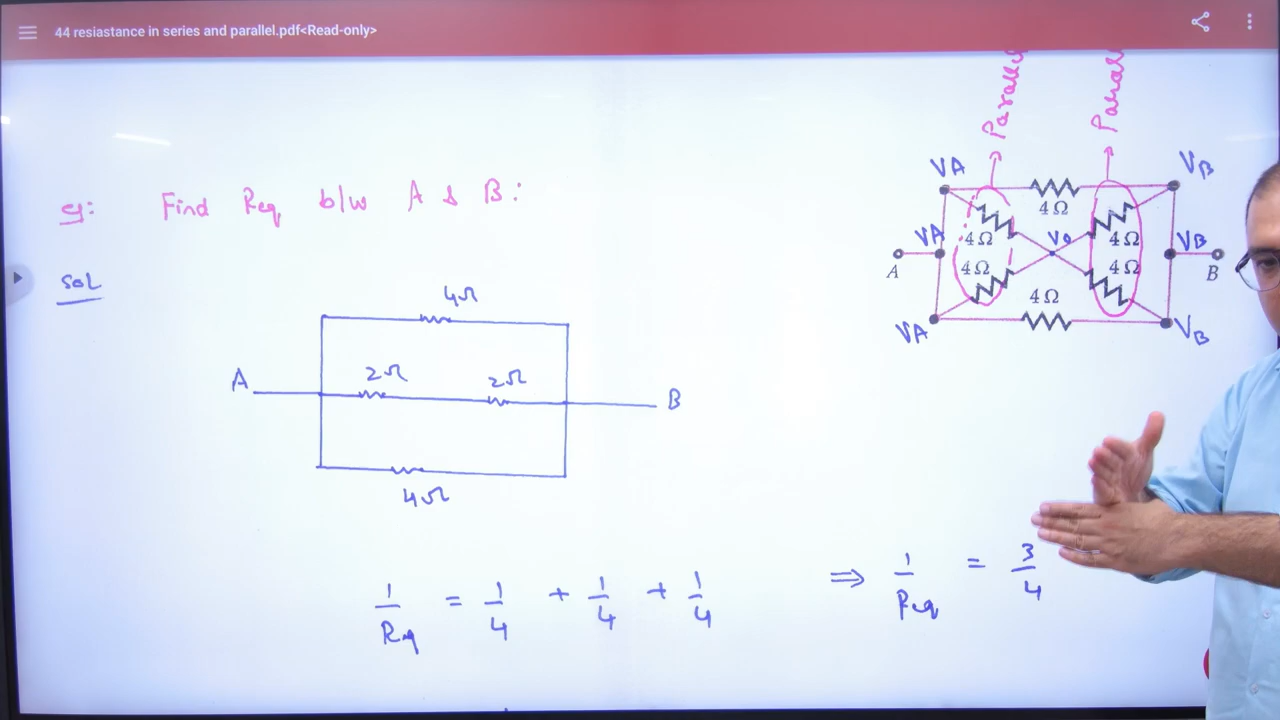 44 resiastance in series and parallel.pdf<Read-only>
Parallel
Paral
eg: Find Req b/w A & B:
VA
VB
4Ω
VA 4Ω V0 4Ω VB
A 4Ω 4Ω B
4Ω
VA
VB
Sol
4Ω
A 2Ω 2Ω B
4Ω
1/Req = 1/4 + 1/4 + 1/4 ⇒ 1/Req = 3/4